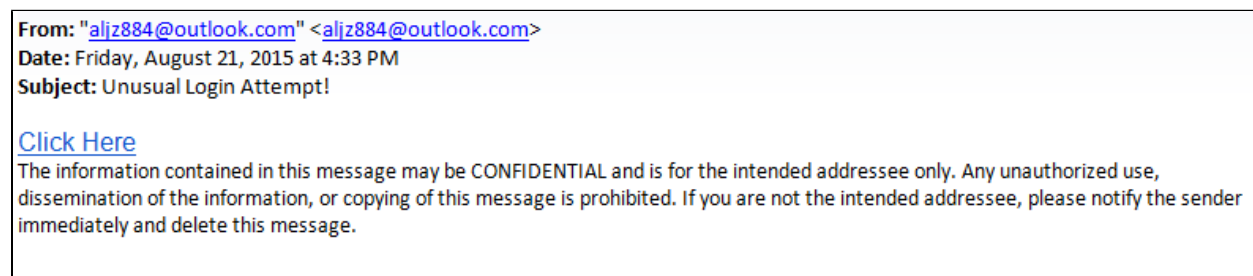 From: "aljz884@outlook.com" <aljz884@outlook.com>
Date: Friday, August 21, 2015 at 4:33 PM
Subject: Unusual Login Attempt!
Click Here
The information contained in this message may be CONFIDENTIAL and is for the intended addressee only. Any unauthorized use,
dissemination of the information, or copying of this message is prohibited. If you are not the intended addressee, please notify the sender
immediately and delete this message.